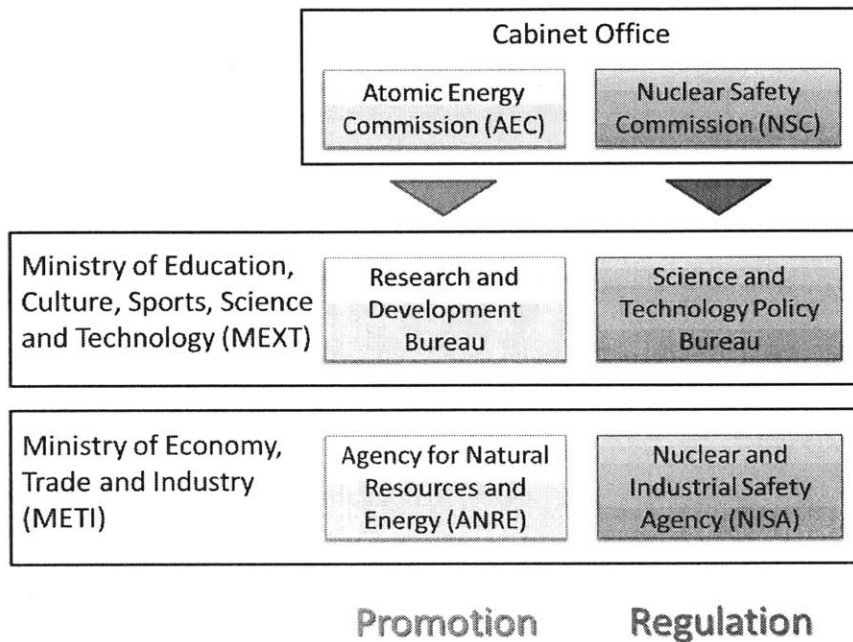 Cabinet Office
Atomic Energy
Commission (AEC)
Nuclear Safety
Commission (NSC)
Ministry of Education,
Culture, Sports, Science
and Technology (MEXT)
Research and
Development
Bureau
Science and
Technology Policy
Bureau
Ministry of Economy,
Trade and Industry
(METI)
Agency for Natural
Resources and
Energy (ANRE)
Nuclear and
Industrial Safety
Agency (NISA)
Promotion
Regulation